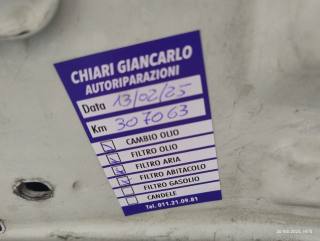 CHIARI GIANCARLO
AUTORIPARAZIONI
Data 13/02/25
Km 307063
CAMBIO OLIO
FILTRO OLIO
FILTRO ARIA
FILTRO ABITACOLO
FILTRO GASOLIO
CANDELE
Tel. 011.21.09.81